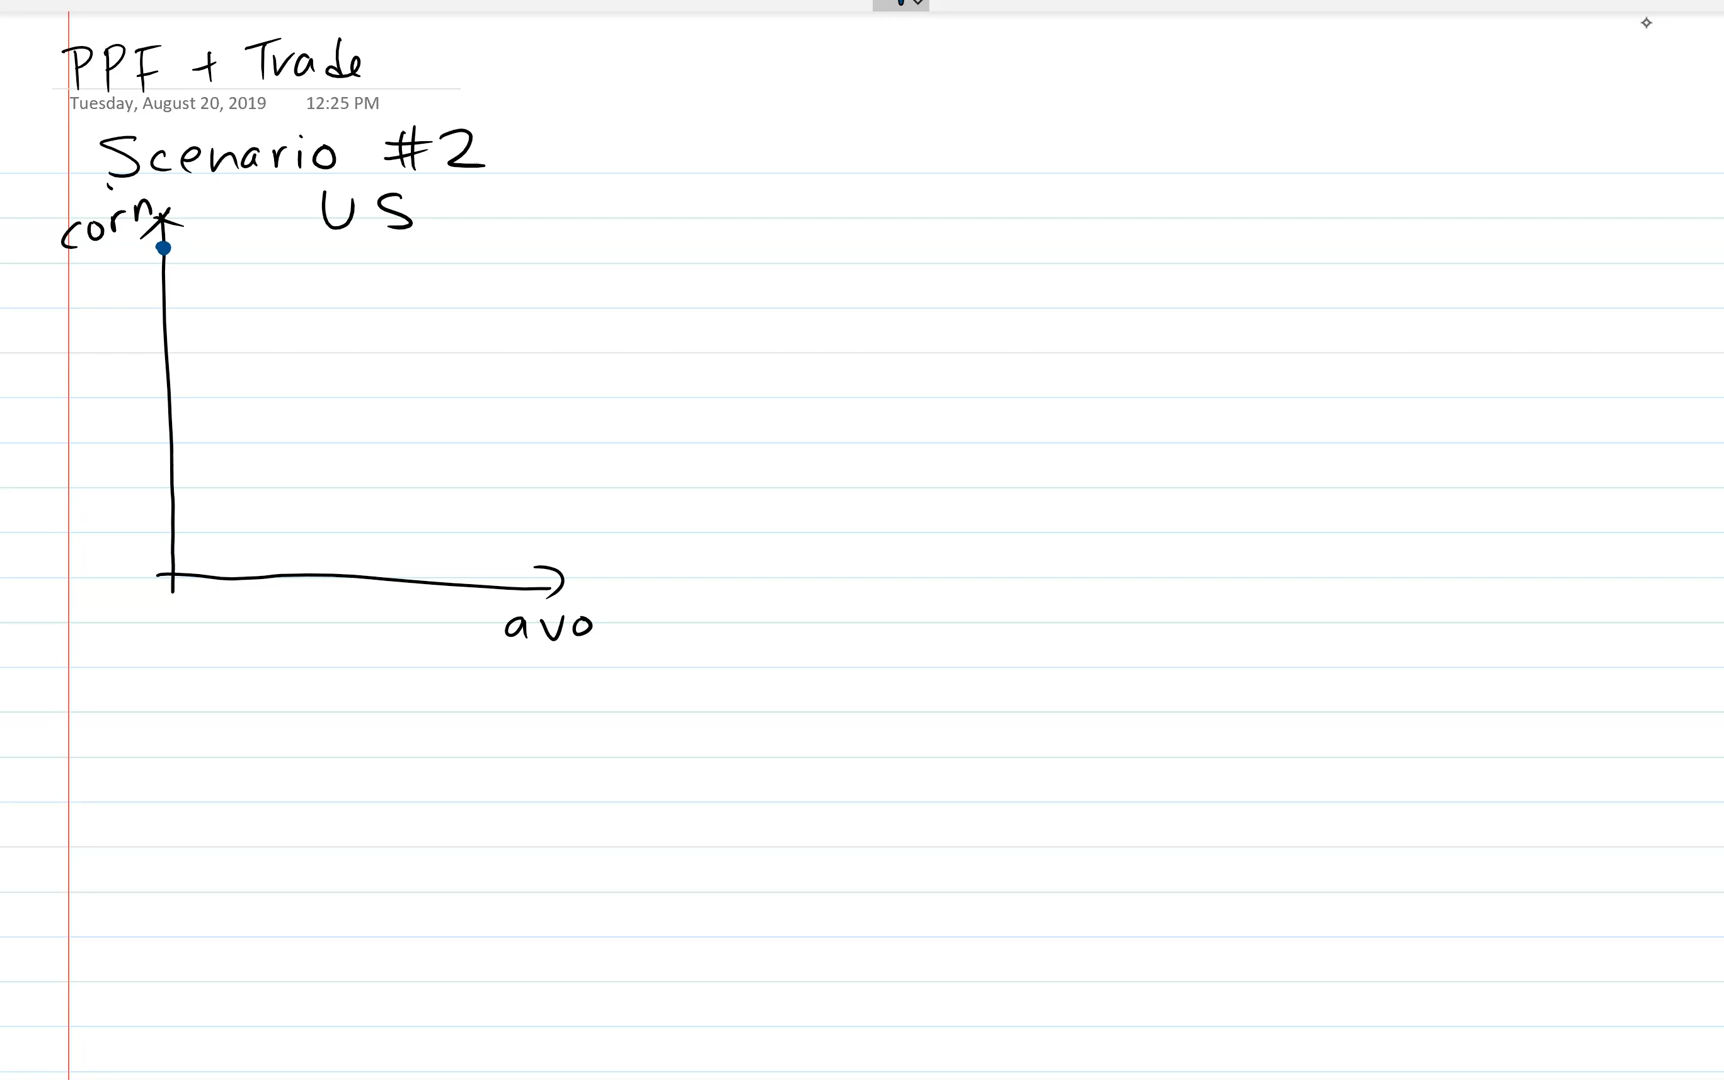 PPF + Trade
Tuesday, August 20, 2019 12:25 PM
Scenario #2
corn
US
avo